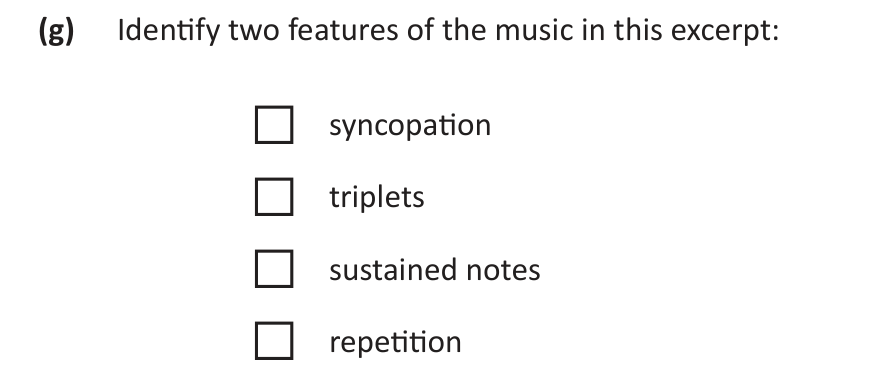 (g) Identify two features of the music in this excerpt:
syncopation
triplets
sustained notes
repetition